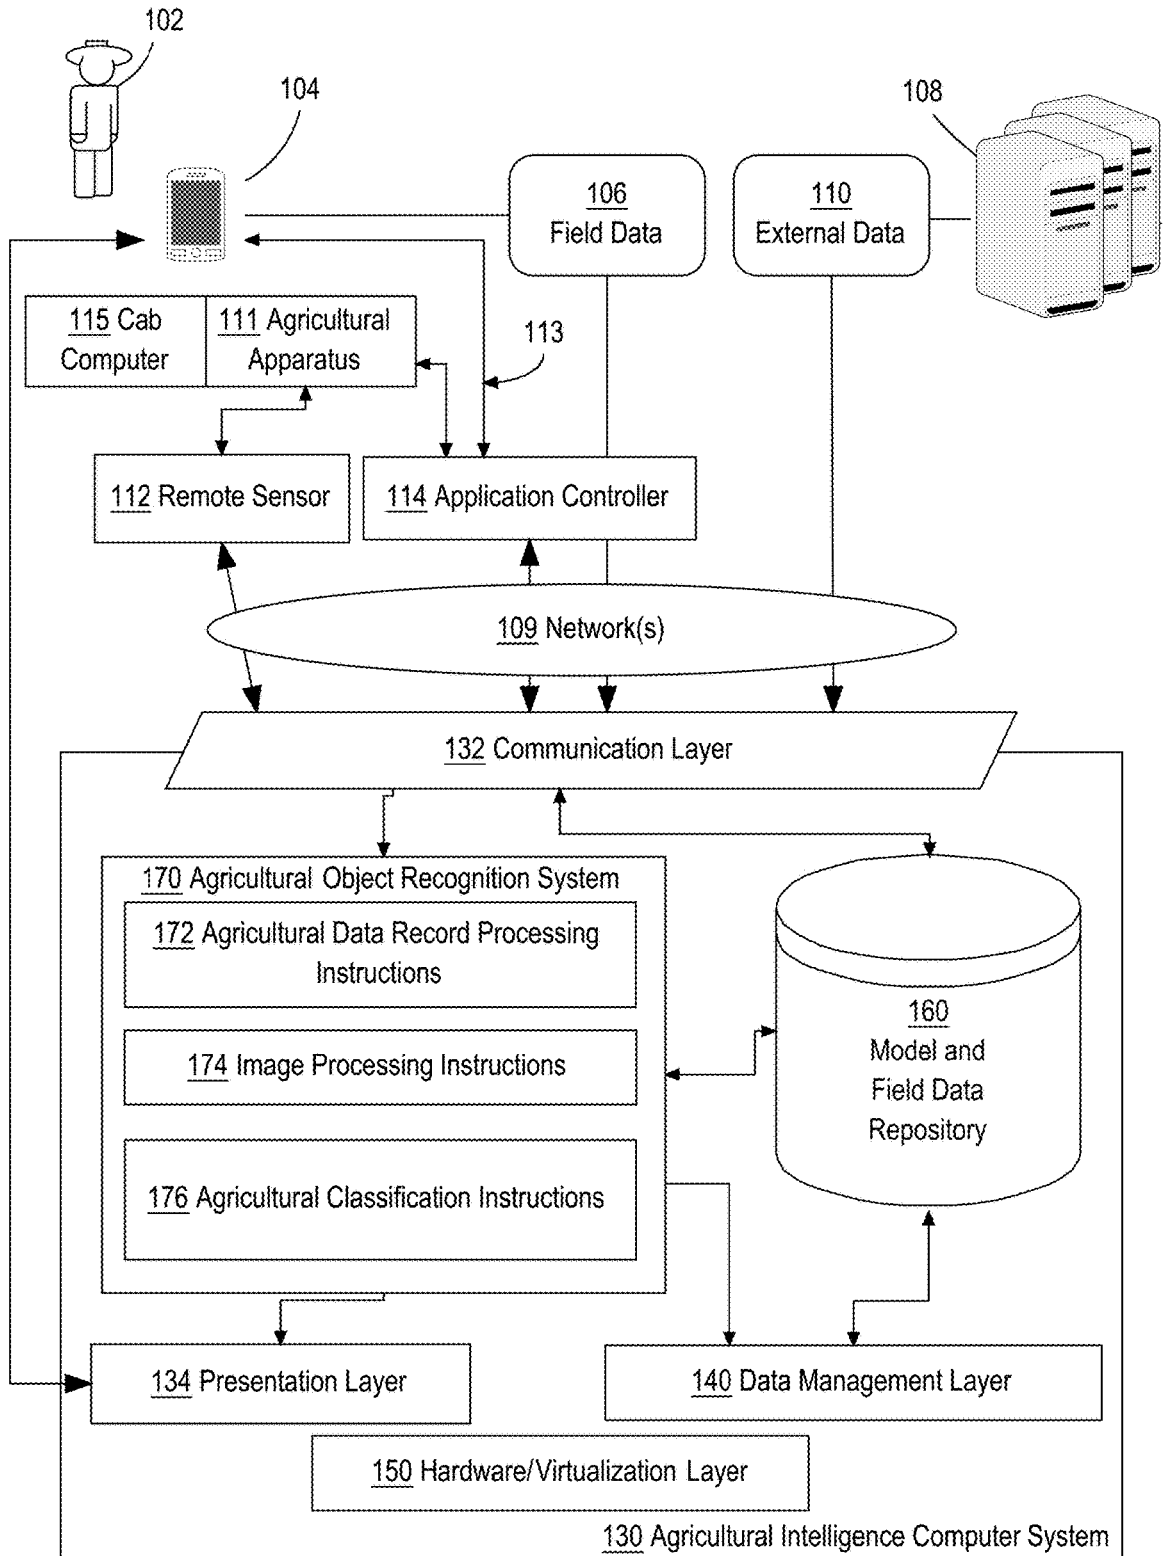 102
104
108
106
Field Data
110
External Data
115 Cab
Computer
111 Agricultural
Apparatus
113
112 Remote Sensor
114 Application Controller
109 Network(s)
132 Communication Layer
170 Agricultural Object Recognition System
172 Agricultural Data Record Processing
Instructions
174 Image Processing Instructions
176 Agricultural Classification Instructions
160
Model and
Field Data
Repository
134 Presentation Layer
140 Data Management Layer
150 Hardware/Virtualization Layer
130 Agricultural Intelligence Computer System